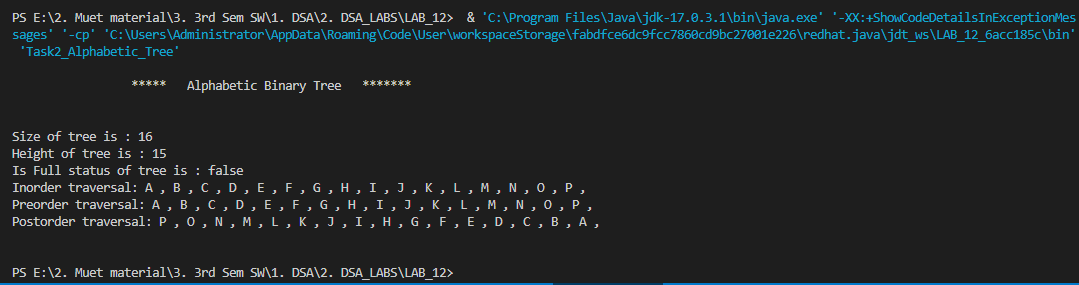 PS E:\2. Muet material\3. 3rd Sem SW\1. DSA\2. DSA_LABS\LAB_12>  & 'C:\Program Files\Java\jdk-17.0.3.1\bin\java.exe' '-XX:+ShowCodeDetailsInExceptionMes
sages' '-cp' 'C:\Users\Administrator\AppData\Roaming\Code\User\workspaceStorage\fabdfce6dc9fcc7860cd9bc27001e226\redhat.java\jdt_ws\LAB_12_6acc185c\bin'
'Task2_Alphabetic_Tree'
*****   Alphabetic Binary Tree   *******
Size of tree is : 16
Height of tree is : 15
Is Full status of tree is : false
Inorder traversal: A , B , C , D , E , F , G , H , I , J , K , L , M , N , O , P ,
Preorder traversal: A , B , C , D , E , F , G , H , I , J , K , L , M , N , O , P ,
Postorder traversal: P , O , N , M , L , K , J , I , H , G , F , E , D , C , B , A ,
PS E:\2. Muet material\3. 3rd Sem SW\1. DSA\2. DSA_LABS\LAB_12>